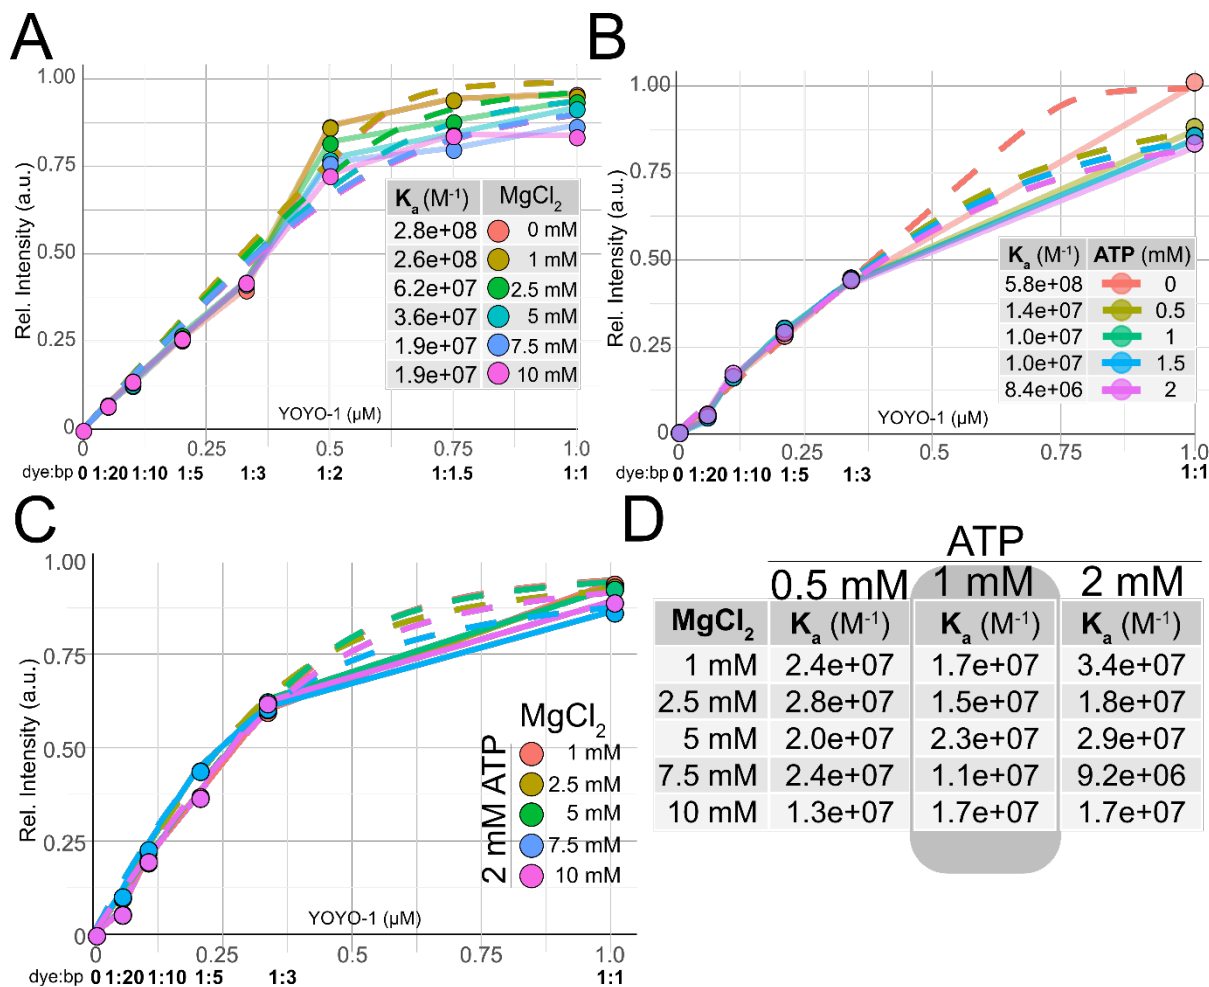 A
Rel. Intensity (a.u.)
1.00
0.75
0.50
0.25
0
Kₐ (M⁻¹) MgCl₂
2.8e+08 0 mM
2.6e+08 1 mM
6.2e+07 2.5 mM
3.6e+07 5 mM
1.9e+07 7.5 mM
1.9e+07 10 mM
YOYO-1 (µM)
0 0.25 0.5 0.75 1.0
dye:bp 0 1:20 1:10 1:5 1:3 1:2 1:1.5 1:1
B
Rel. Intensity (a.u.)
1.00
0.75
0.50
0.25
0
Kₐ (M⁻¹) ATP (mM)
5.8e+08 0
1.4e+07 0.5
1.0e+07 1
1.0e+07 1.5
8.4e+06 2
YOYO-1 (µM)
0 0.25 0.5 0.75 1.0
dye:bp 0 1:20 1:10 1:5 1:3 1:1
C
Rel. Intensity (a.u.)
1.00
0.75
0.50
0.25
0
2 mM ATP
MgCl₂
1 mM
2.5 mM
5 mM
7.5 mM
10 mM
YOYO-1 (µM)
0 0.25 0.5 0.75 1.0
dye:bp 0 1:20 1:10 1:5 1:3 1:1
D
ATP
0.5 mM 1 mM 2 mM
MgCl₂ Kₐ (M⁻¹) Kₐ (M⁻¹) Kₐ (M⁻¹)
1 mM 2.4e+07 1.7e+07 3.4e+07
2.5 mM 2.8e+07 1.5e+07 1.8e+07
5 mM 2.0e+07 2.3e+07 2.9e+07
7.5 mM 2.4e+07 1.1e+07 9.2e+06
10 mM 1.3e+07 1.7e+07 1.7e+07